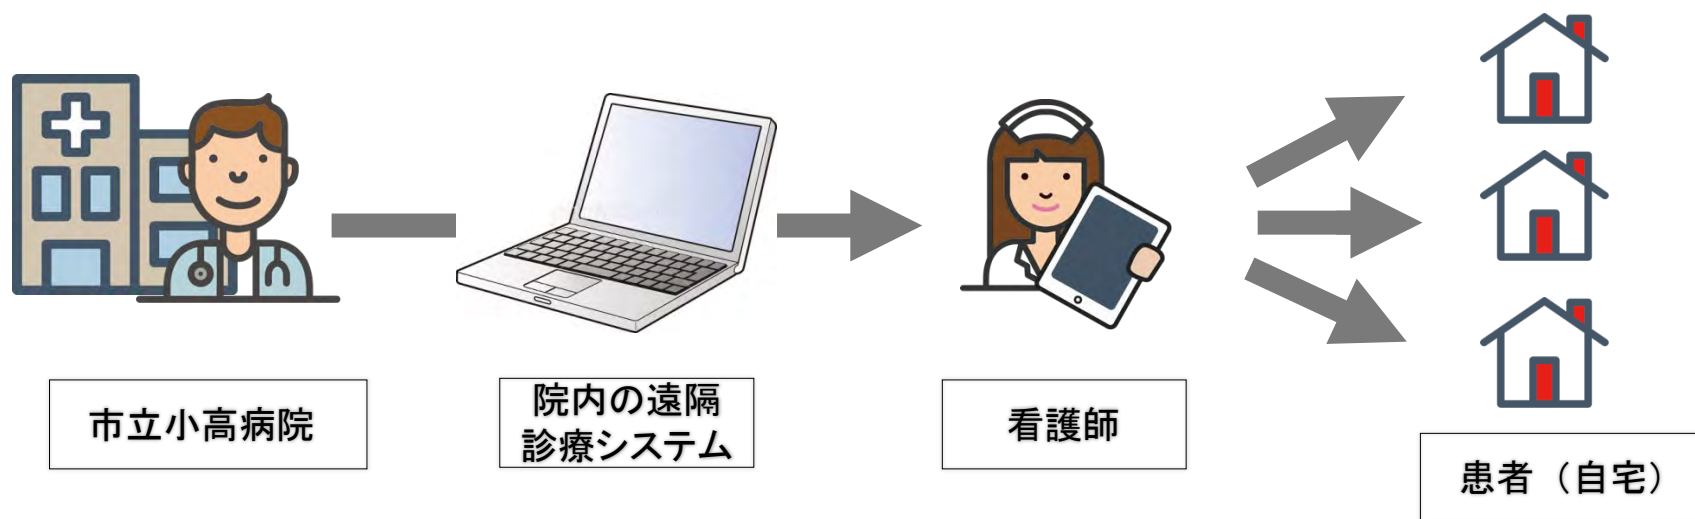 市立小高病院
院内の遠隔
診療システム
看護師
患者（自宅）